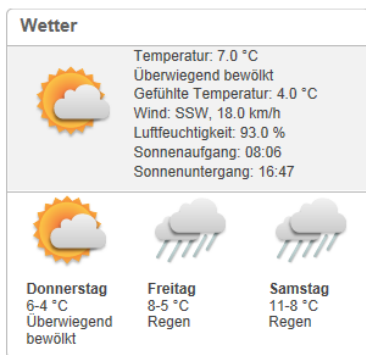 Wetter
Temperatur: 7.0 °C
Überwiegend bewölkt
Gefühlte Temperatur: 4.0 °C
Wind: SSW, 18.0 km/h
Luftfeuchtigkeit: 93.0 %
Sonnenaufgang: 08:06
Sonnenuntergang: 16:47
Donnerstag
6-4 °C
Überwiegend
bewölkt
Freitag
8-5 °C
Regen
Samstag
11-8 °C
Regen